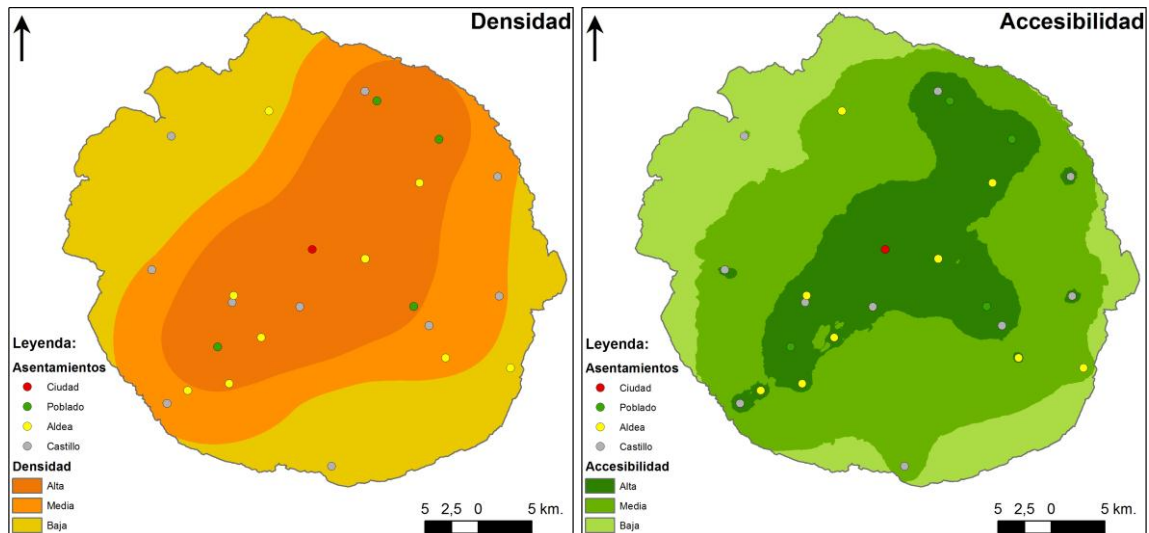 Densidad
Leyenda:
Asentamientos
Ciudad
Poblado
Aldea
Castillo
Densidad
Alta
Media
Baja
5 2,5 0 5 km.
Accesibilidad
Leyenda:
Asentamientos
Ciudad
Poblado
Aldea
Castillo
Accesibilidad
Alta
Media
Baja
5 2,5 0 5 km.